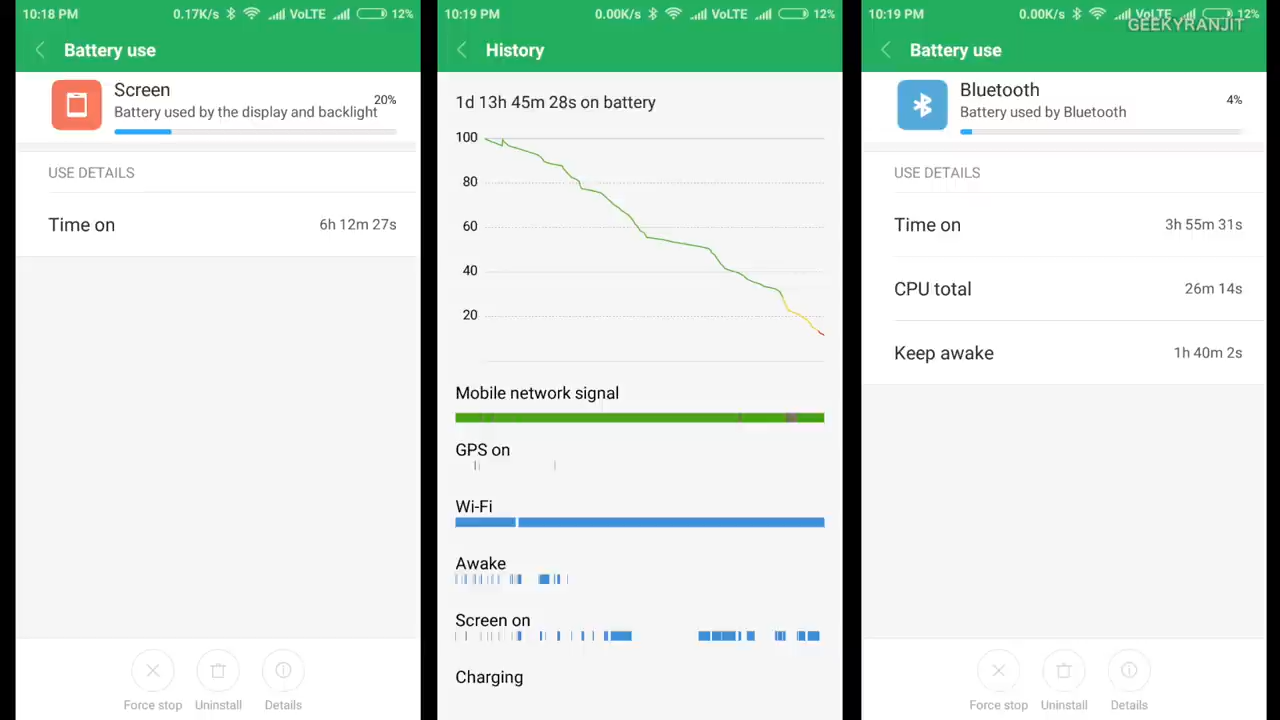 10:18 PM 0.17K/s VoLTE 12%
Battery use
Screen
Battery used by the display and backlight 20%
USE DETAILS
Time on 6h 12m 27s
Force stop Uninstall Details
10:19 PM 0.00K/s VoLTE 12%
History
1d 13h 45m 28s on battery
100
80
60
40
20
Mobile network signal
GPS on
Wi-Fi
Awake
Screen on
Charging
10:19 PM 0.00K/s VoLTE 12%
GEEKYRANJIT
Battery use
Bluetooth
Battery used by Bluetooth 4%
USE DETAILS
Time on 3h 55m 31s
CPU total 26m 14s
Keep awake 1h 40m 2s
Force stop Uninstall Details